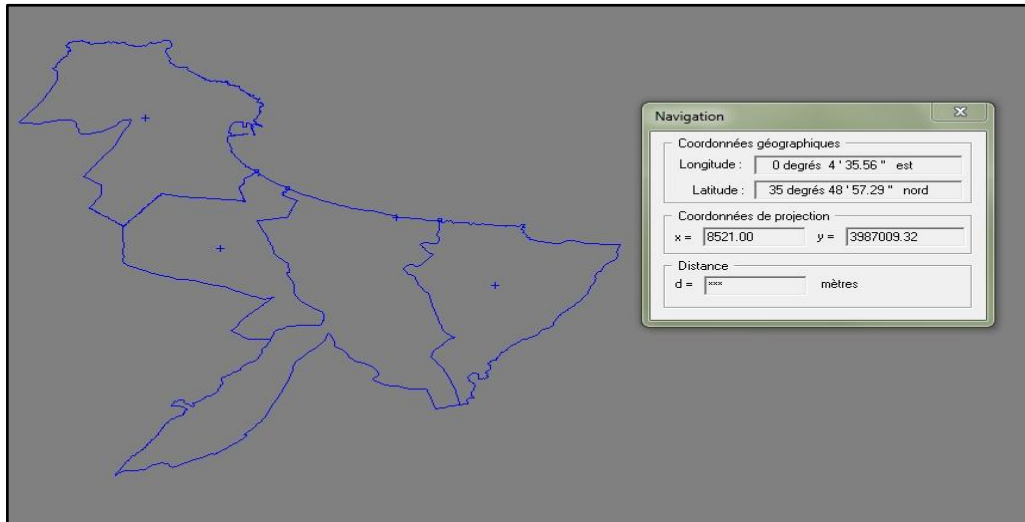 Navigation
Coordonnées géographiques
Longitude : 0 degrés 4 ' 35.56 " est
Latitude : 35 degrés 48 ' 57.29 " nord
Coordonnées de projection
x = 8521.00 y = 3987009.32
Distance
d = *** mètres